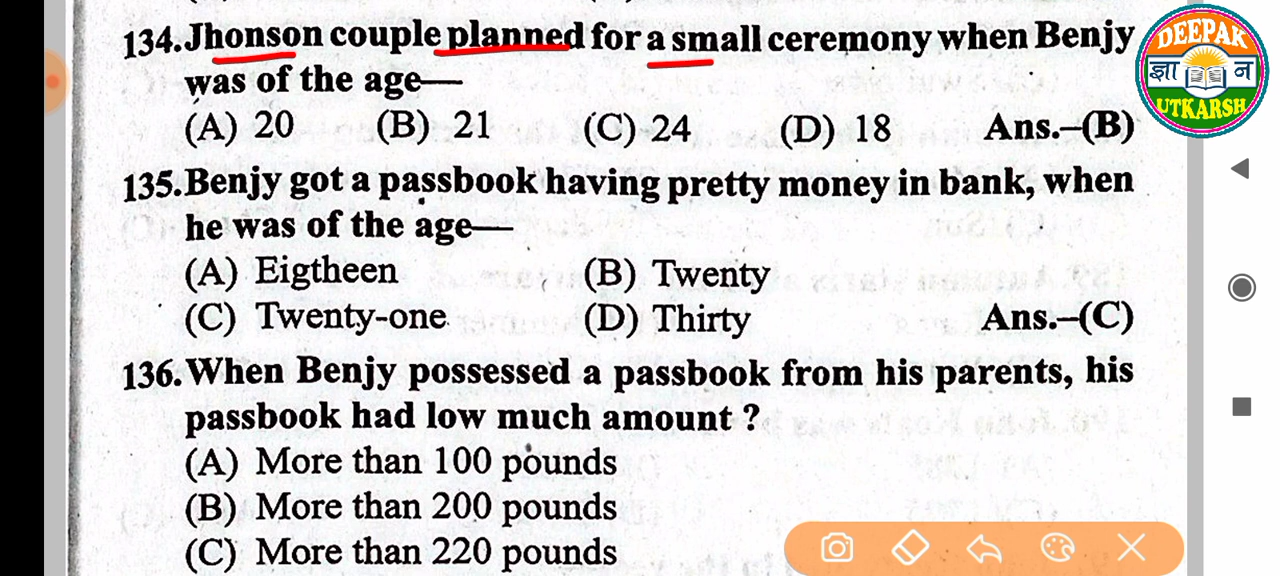 134. Jhonson couple planned for a small ceremony when Benjy
was of the age—
(A) 20 (B) 21 (C) 24 (D) 18 Ans.–(B)
135. Benjy got a passbook having pretty money in bank, when
he was of the age—
(A) Eigtheen (B) Twenty
(C) Twenty-one (D) Thirty Ans.–(C)
136. When Benjy possessed a passbook from his parents, his
passbook had low much amount ?
(A) More than 100 pounds
(B) More than 200 pounds
(C) More than 220 pounds
DEEPAK
ज्ञा न
UTKARSH